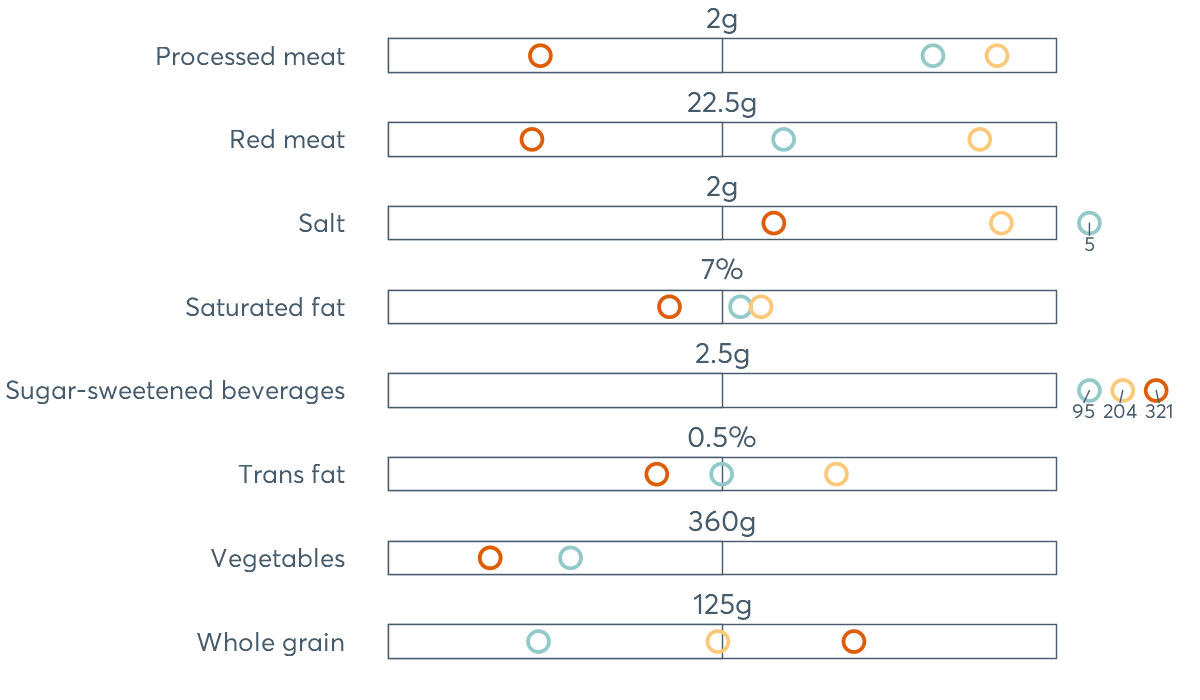 2g
Processed meat
22.5g
Red meat
2g
Salt
5
7%
Saturated fat
2.5g
Sugar-sweetened beverages
95 204 321
0.5%
Trans fat
360g
Vegetables
125g
Whole grain